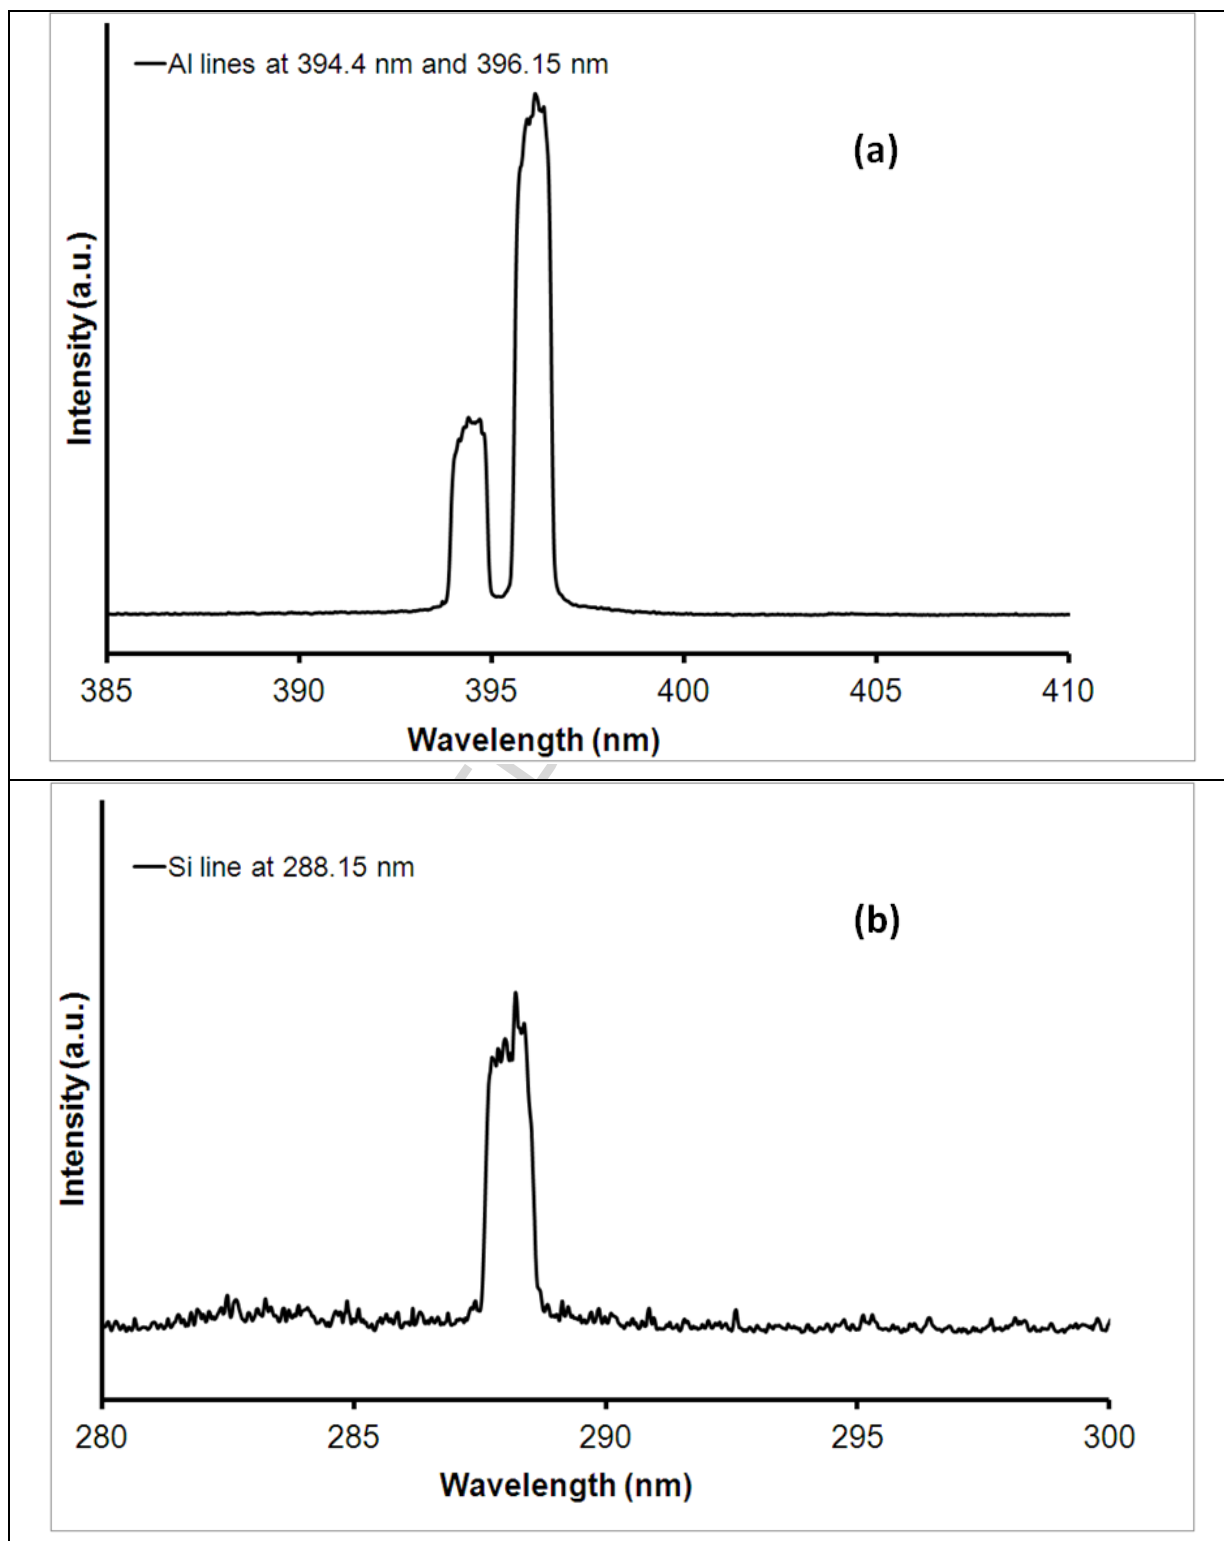 Al lines at 394.4 nm and 396.15 nm
(a)
Intensity (a.u.)
385 390 395 400 405 410
Wavelength (nm)
Si line at 288.15 nm
(b)
Intensity (a.u.)
280 285 290 295 300
Wavelength (nm)